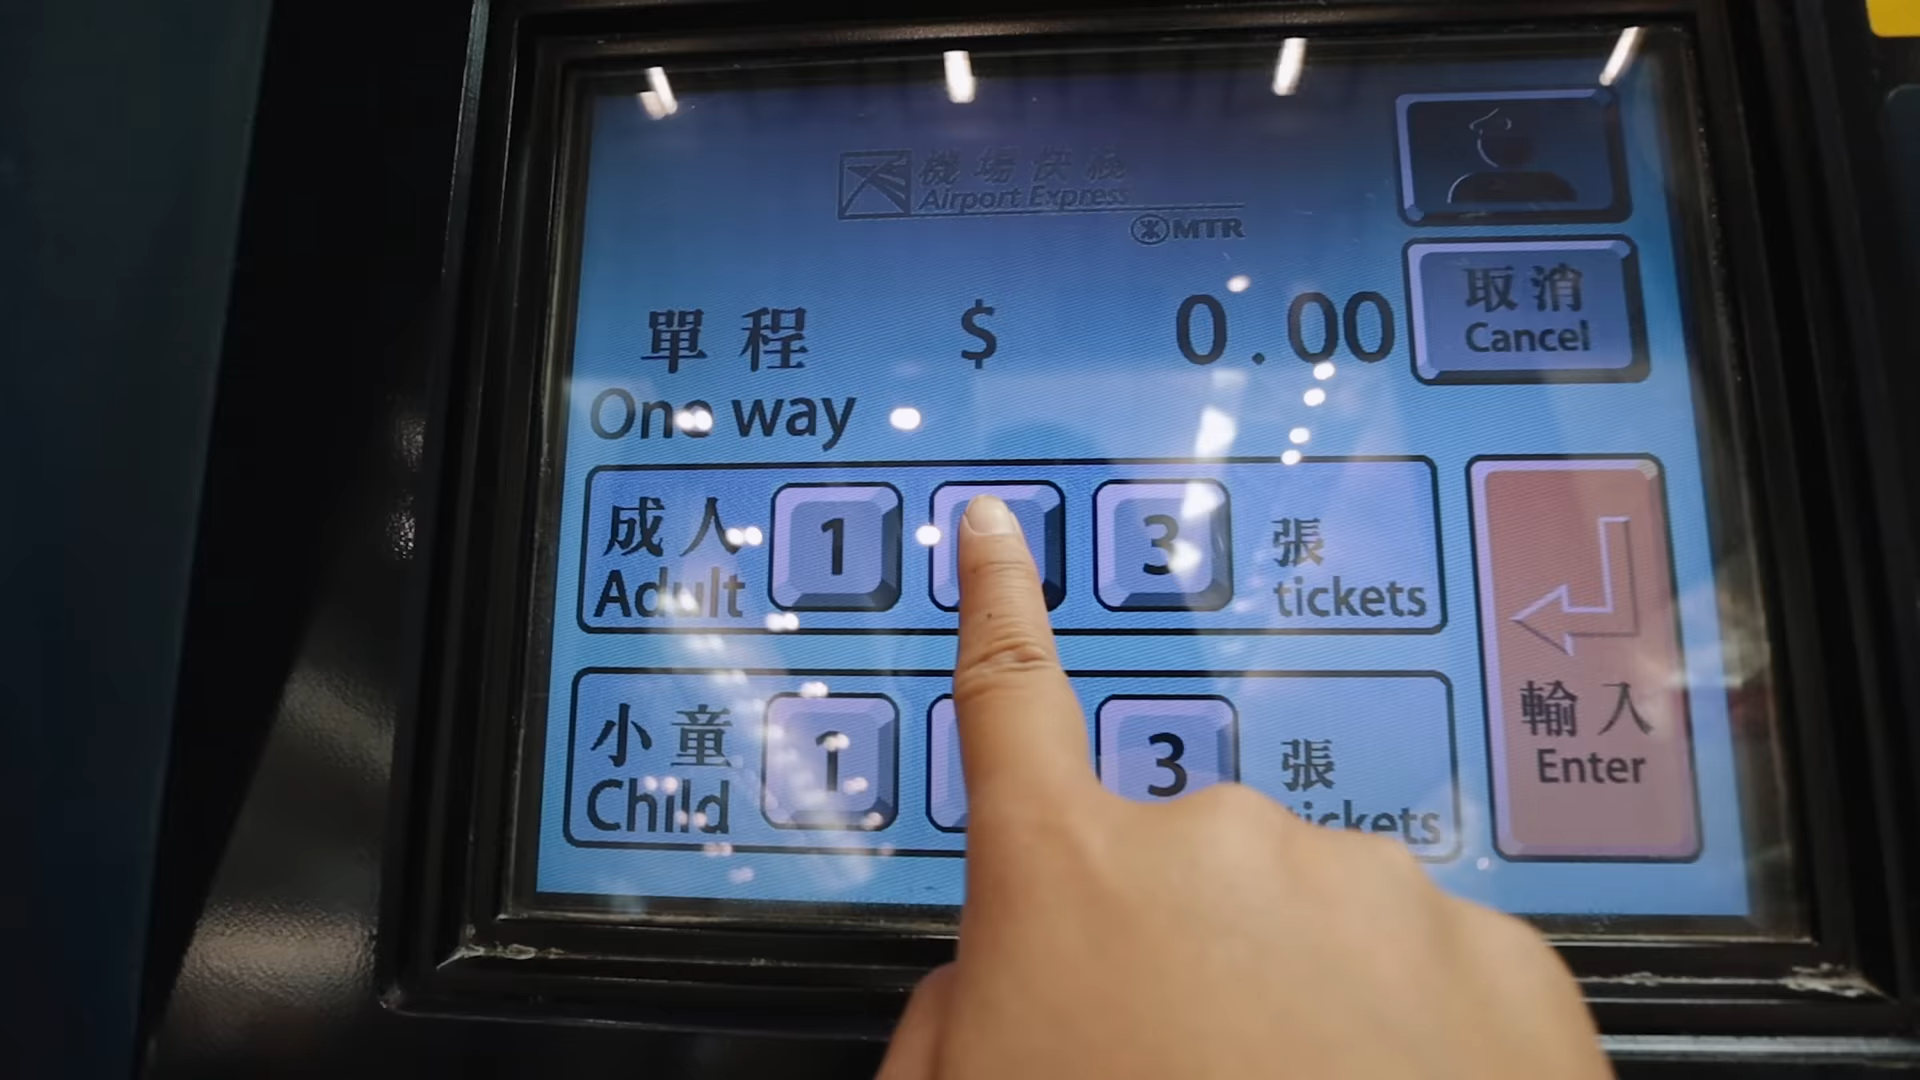 機場快綫
Airport Express
MTR
取消
Cancel
單程 $ 0.00
One way
成人 1 3 張
Adult tickets
小童 1 3 張
Child tickets
輸入
Enter